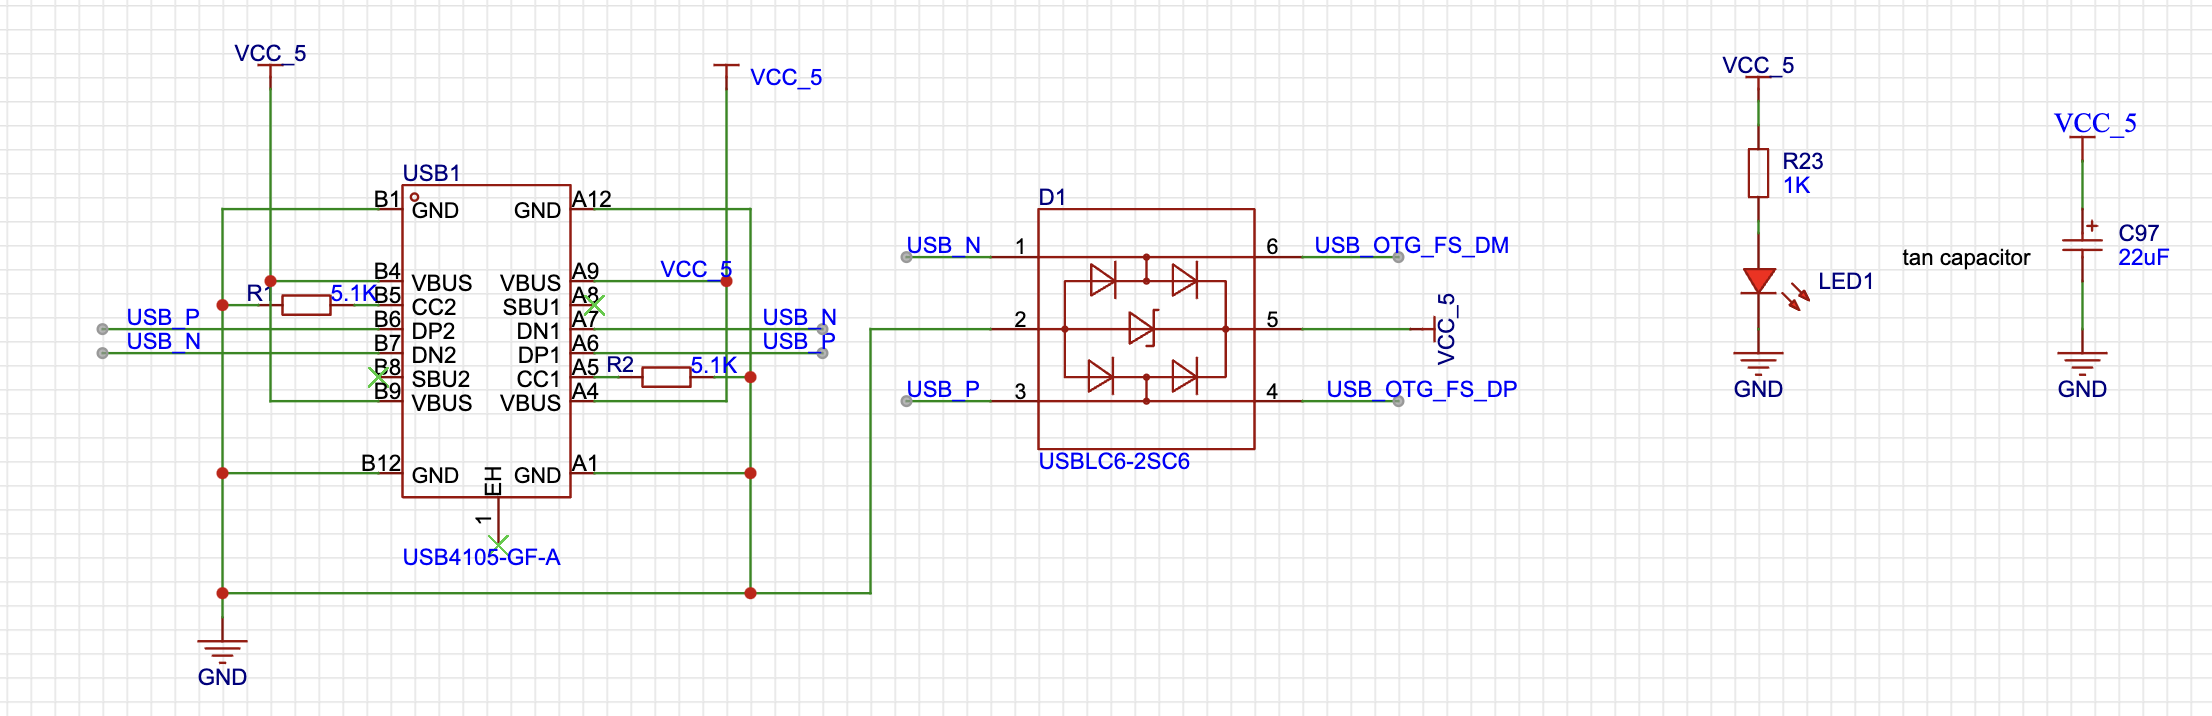 VCC_5
VCC_5
USB1
B1
GND
GND
A12
B4
VBUS
VBUS
A9
VCC_5
R1
5.1K
B5
CC2
SBU1
A8
USB_P
B6
DP2
DN1
A7
USB_N
USB_N
B7
DN2
DP1
A6
USB_P
B8
SBU2
CC1
A5
R2
5.1K
B9
VBUS
VBUS
A4
B12
GND
GND
A1
EH
1
USB4105-GF-A
GND
D1
USB_N
1
6
USB_OTG_FS_DM
2
5
VCC_5
USB_P
3
4
USB_OTG_FS_DP
USBLC6-2SC6
VCC_5
R23
1K
LED1
GND
tan capacitor
VCC_5
+
C97
22uF
GND